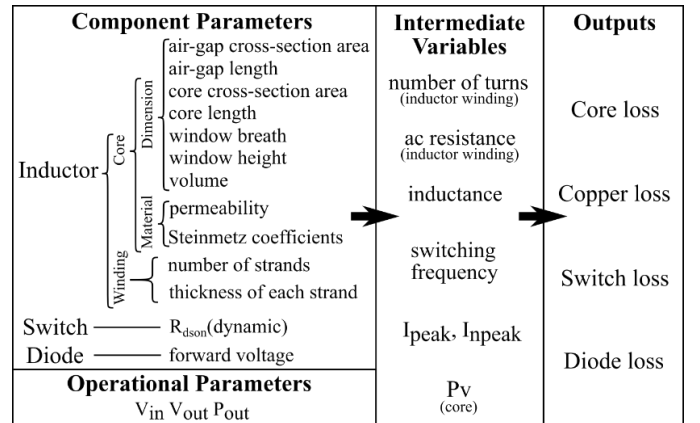 Component Parameters
Inductor
Core
Dimension
air-gap cross-section area
air-gap length
core cross-section area
core length
window breath
window height
volume
Material
permeability
Steinmetz coefficients
Winding
number of strands
thickness of each strand
Switch
Rdson(dynamic)
Diode
forward voltage
Operational Parameters
Vin Vout Pout
Intermediate
Variables
number of turns
(inductor winding)
ac resistance
(inductor winding)
inductance
switching
frequency
Ipeak, Inpeak
Pv
(core)
Outputs
Core loss
Copper loss
Switch loss
Diode loss